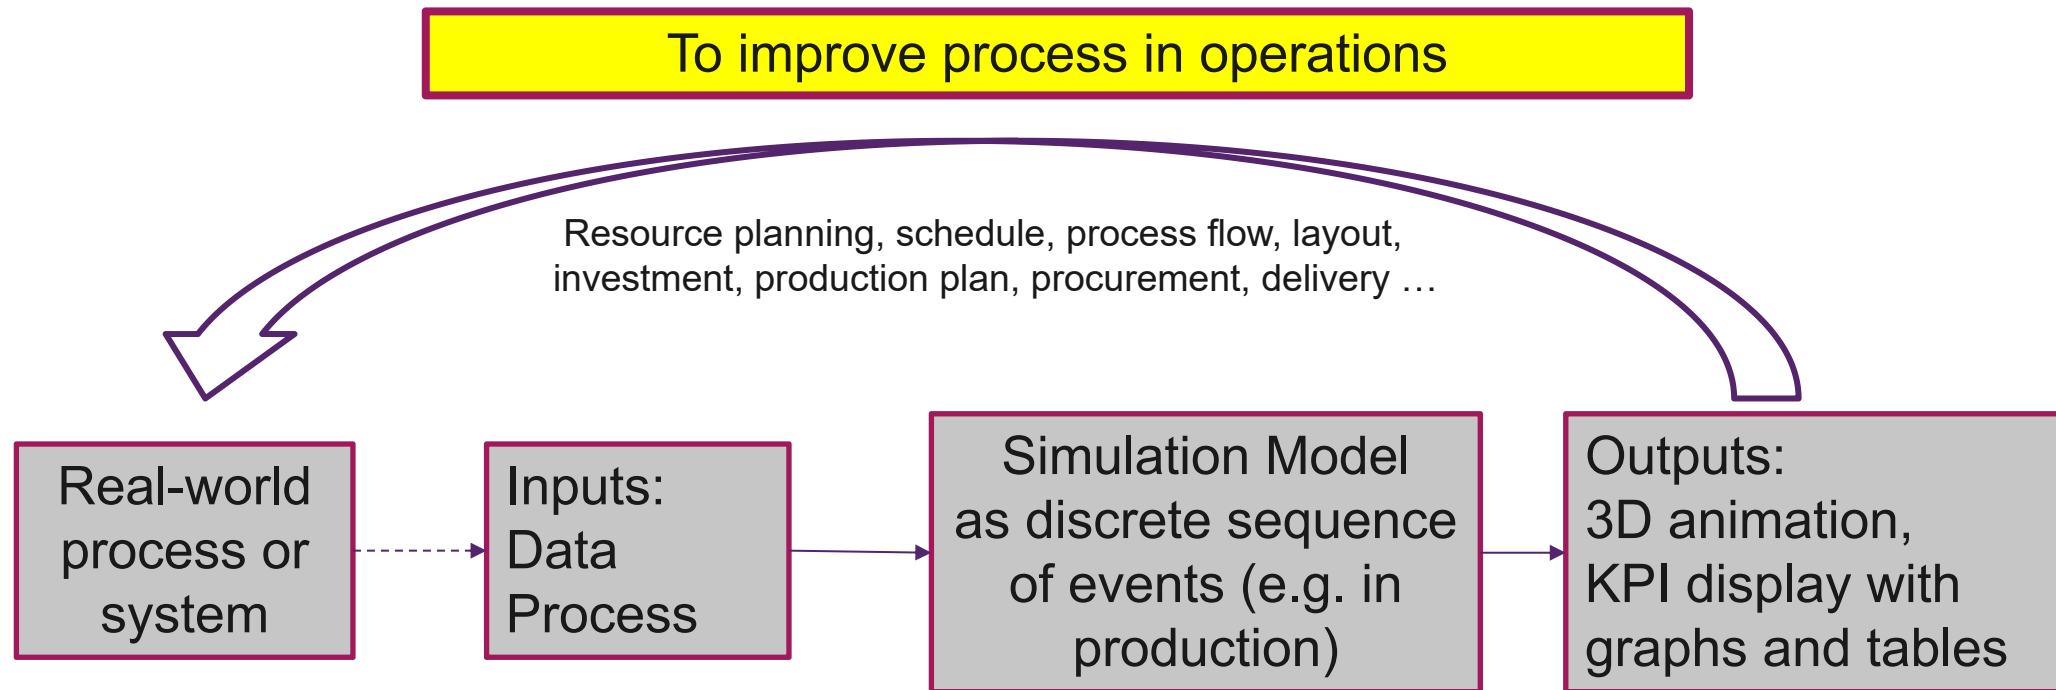 To improve process in operations
Resource planning, schedule, process flow, layout,
investment, production plan, procurement, delivery …
Real-world
process or
system
Inputs:
Data
Process
Simulation Model
as discrete sequence
of events (e.g. in
production)
Outputs:
3D animation,
KPI display with
graphs and tables